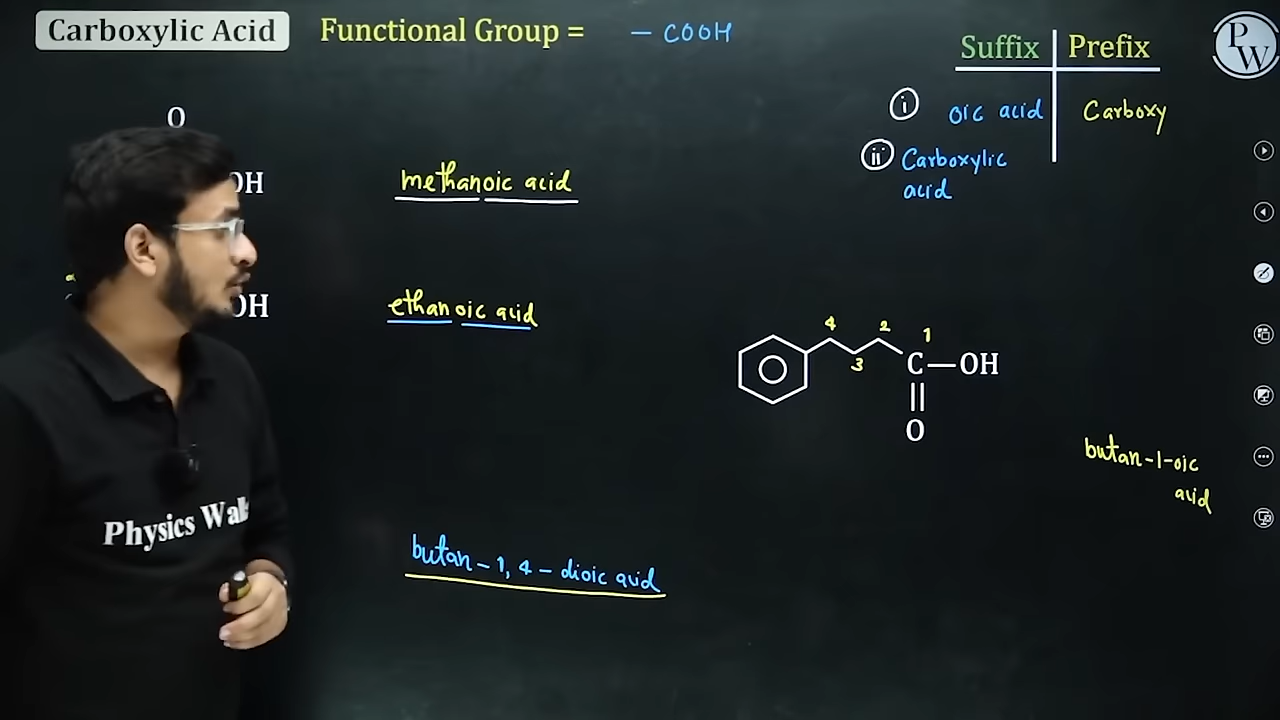 Carboxylic Acid Functional Group = - COOH
Suffix Prefix
PW
i oic acid Carboxy
ii Carboxylic
acid
O
OH methanoic acid
OH ethanoic acid
4 2 1
3 C—OH
O
butan-1-oic
acid
Physics Wall
butan-1,4-dioic acid